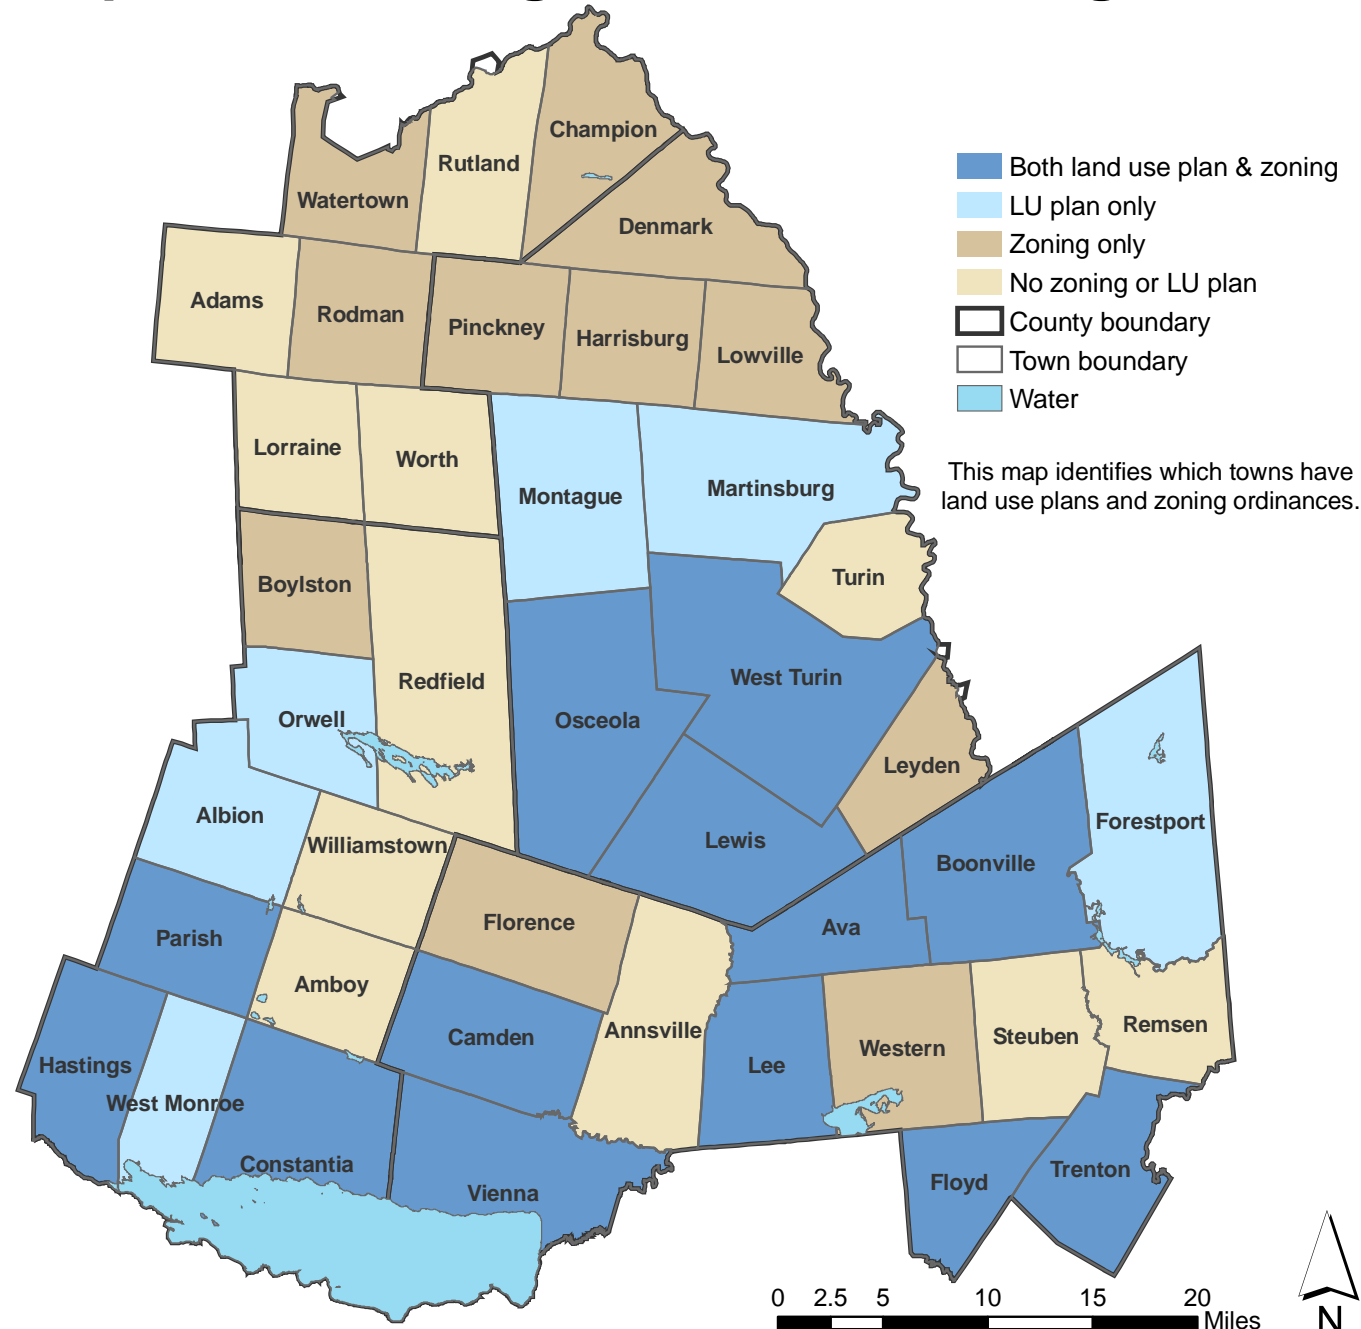 Champion
Rutland
Watertown
Denmark
Adams
Rodman
Pinckney
Harrisburg
Lowville
Lorraine
Worth
Montague
Martinsburg
Boylston
Turin
Redfield
West Turin
Orwell
Osceola
Leyden
Albion
Williamstown
Lewis
Forestport
Boonville
Florence
Ava
Parish
Amboy
Camden
Annsville
Lee
Western
Steuben
Remsen
Hastings
West Monroe
Constantia
Vienna
Floyd
Trenton
Both land use plan & zoning
LU plan only
Zoning only
No zoning or LU plan
County boundary
Town boundary
Water
This map identifies which towns have
land use plans and zoning ordinances.
0 2.5 5 10 15 20
Miles
N